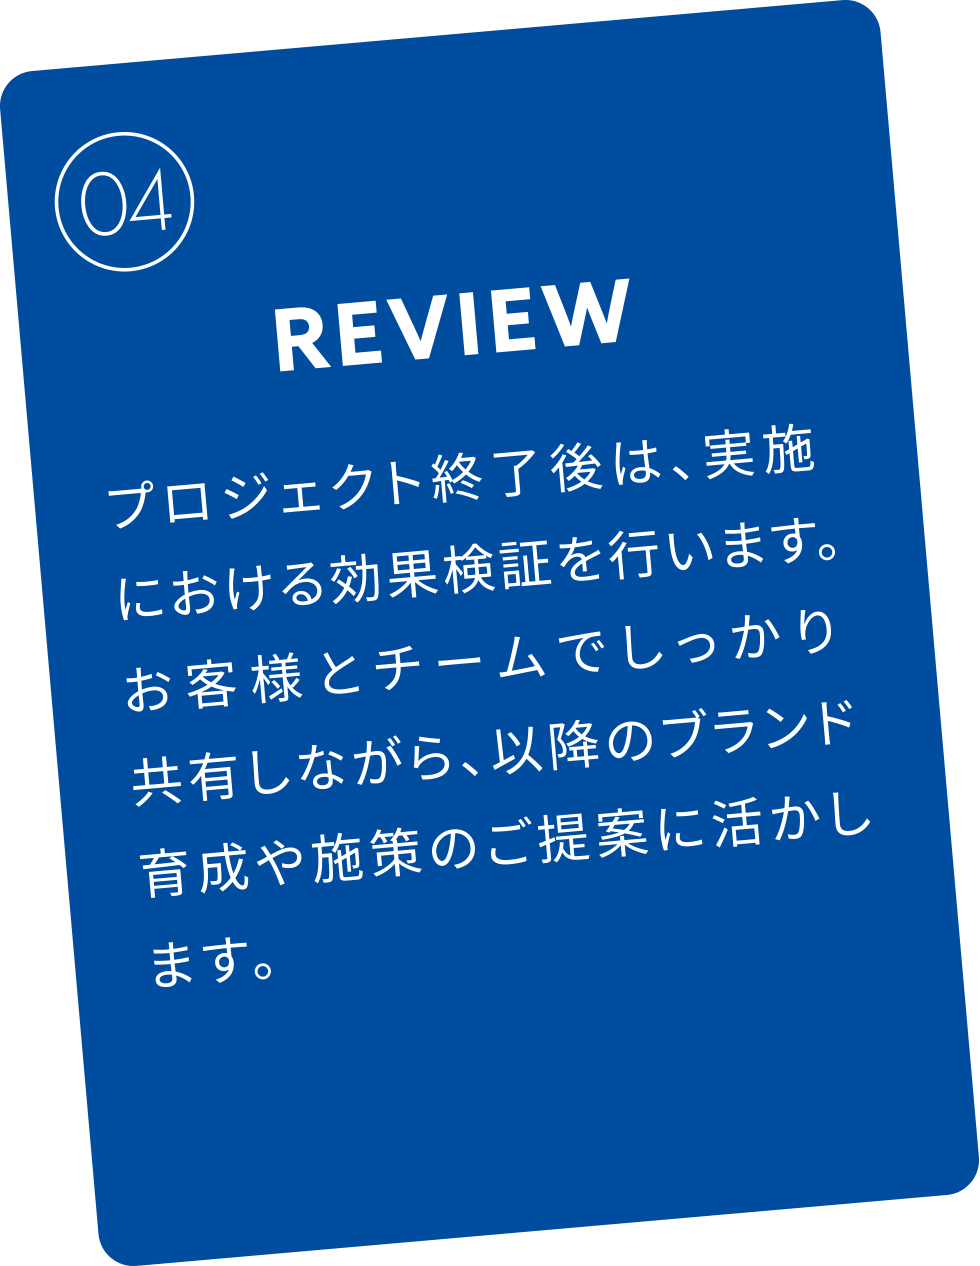 04
REVIEW
プロジェクト終了後は、実施
における効果検証を行います。
お客様とチームでしっかり
共有しながら、以降のブランド
育成や施策のご提案に活かし
ます。